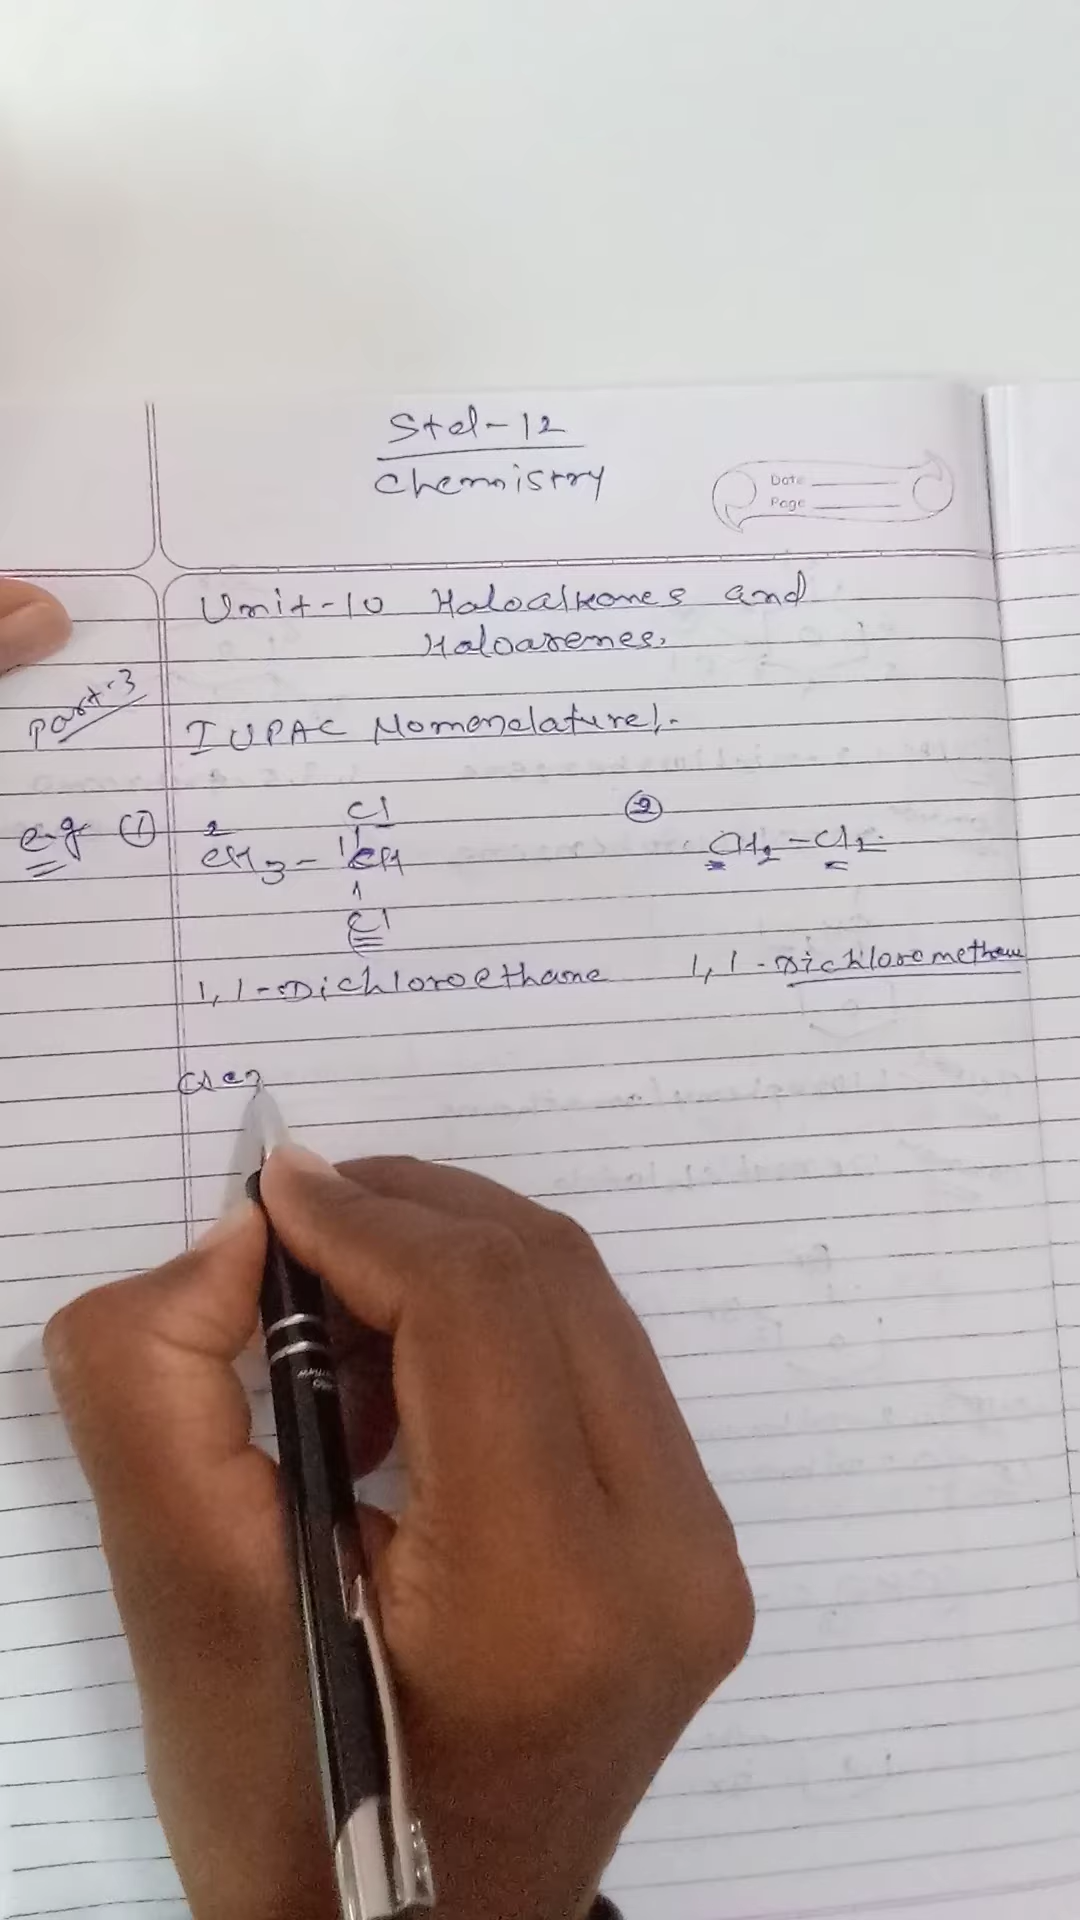 Std-12
Chemistry
Date
Page
Unit-10 Haloalkanes and
Haloarenes.
Part-3
IUPAC Nomenclature:-
e.g ① 2 CH3 - 1 CH
Cl
Cl
②
CH2-Cl2.
1,1-Dichloroethane
1,1-Dichloromethane